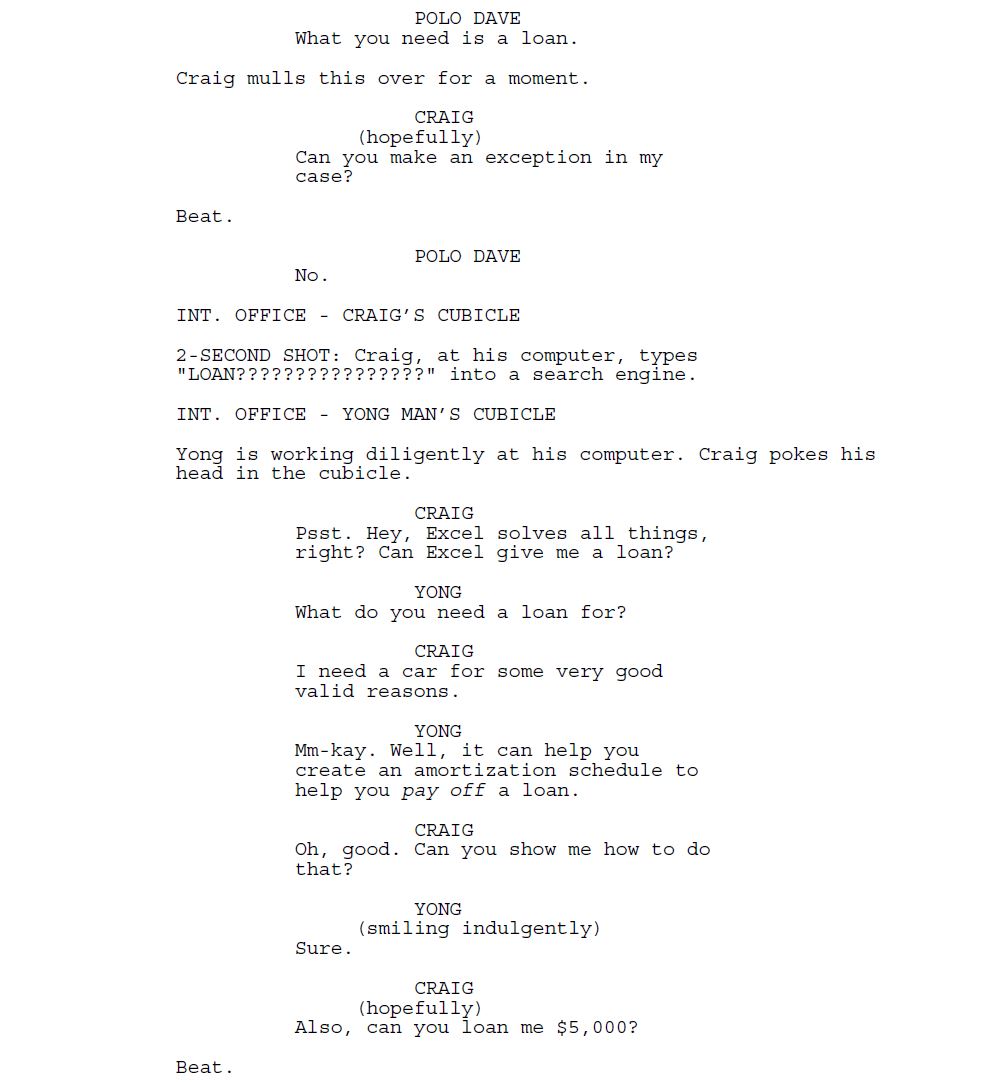 POLO DAVE
What you need is a loan.
Craig mulls this over for a moment.
CRAIG
(hopefully)
Can you make an exception in my
case?
Beat.
POLO DAVE
No.
INT. OFFICE - CRAIG’S CUBICLE
2-SECOND SHOT: Craig, at his computer, types
"LOAN????????????????" into a search engine.
INT. OFFICE - YONG MAN’S CUBICLE
Yong is working diligently at his computer. Craig pokes his
head in the cubicle.
CRAIG
Psst. Hey, Excel solves all things,
right? Can Excel give me a loan?
YONG
What do you need a loan for?
CRAIG
I need a car for some very good
valid reasons.
YONG
Mm-kay. Well, it can help you
create an amortization schedule to
help you pay off a loan.
CRAIG
Oh, good. Can you show me how to do
that?
YONG
(smiling indulgently)
Sure.
CRAIG
(hopefully)
Also, can you loan me $5,000?
Beat.